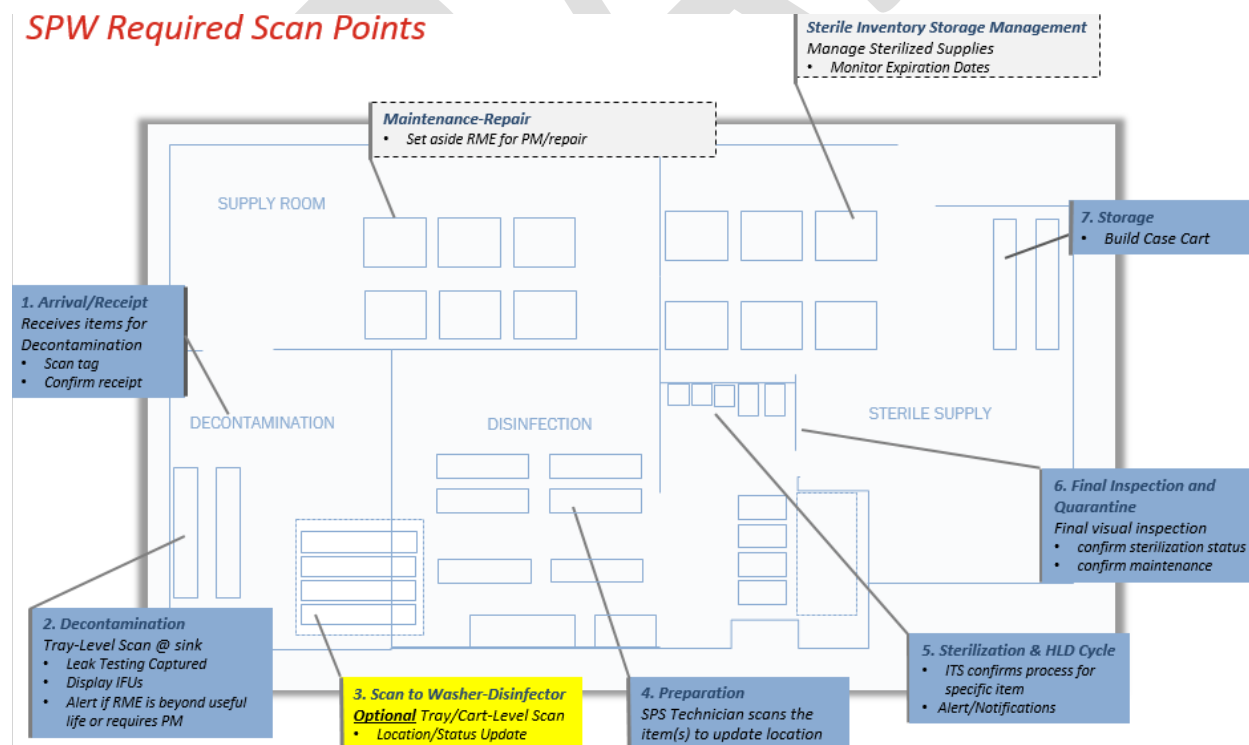 SPW Required Scan Points
Sterile Inventory Storage Management
Manage Sterilized Supplies
• Monitor Expiration Dates
Maintenance-Repair
• Set aside RME for PM/repair
SUPPLY ROOM
7. Storage
• Build Case Cart
1. Arrival/Receipt
Receives items for
Decontamination
• Scan tag
• Confirm receipt
DECONTAMINATION
DISINFECTION
STERILE SUPPLY
6. Final Inspection and
Quarantine
Final visual inspection
• confirm sterilization status
• confirm maintenance
2. Decontamination
Tray-Level Scan @ sink
• Leak Testing Captured
• Display IFUs
• Alert if RME is beyond useful
life or requires PM
3. Scan to Washer-Disinfector
Optional Tray/Cart-Level Scan
• Location/Status Update
4. Preparation
SPS Technician scans the
item(s) to update location
5. Sterilization & HLD Cycle
• ITS confirms process for
specific item
• Alert/Notifications